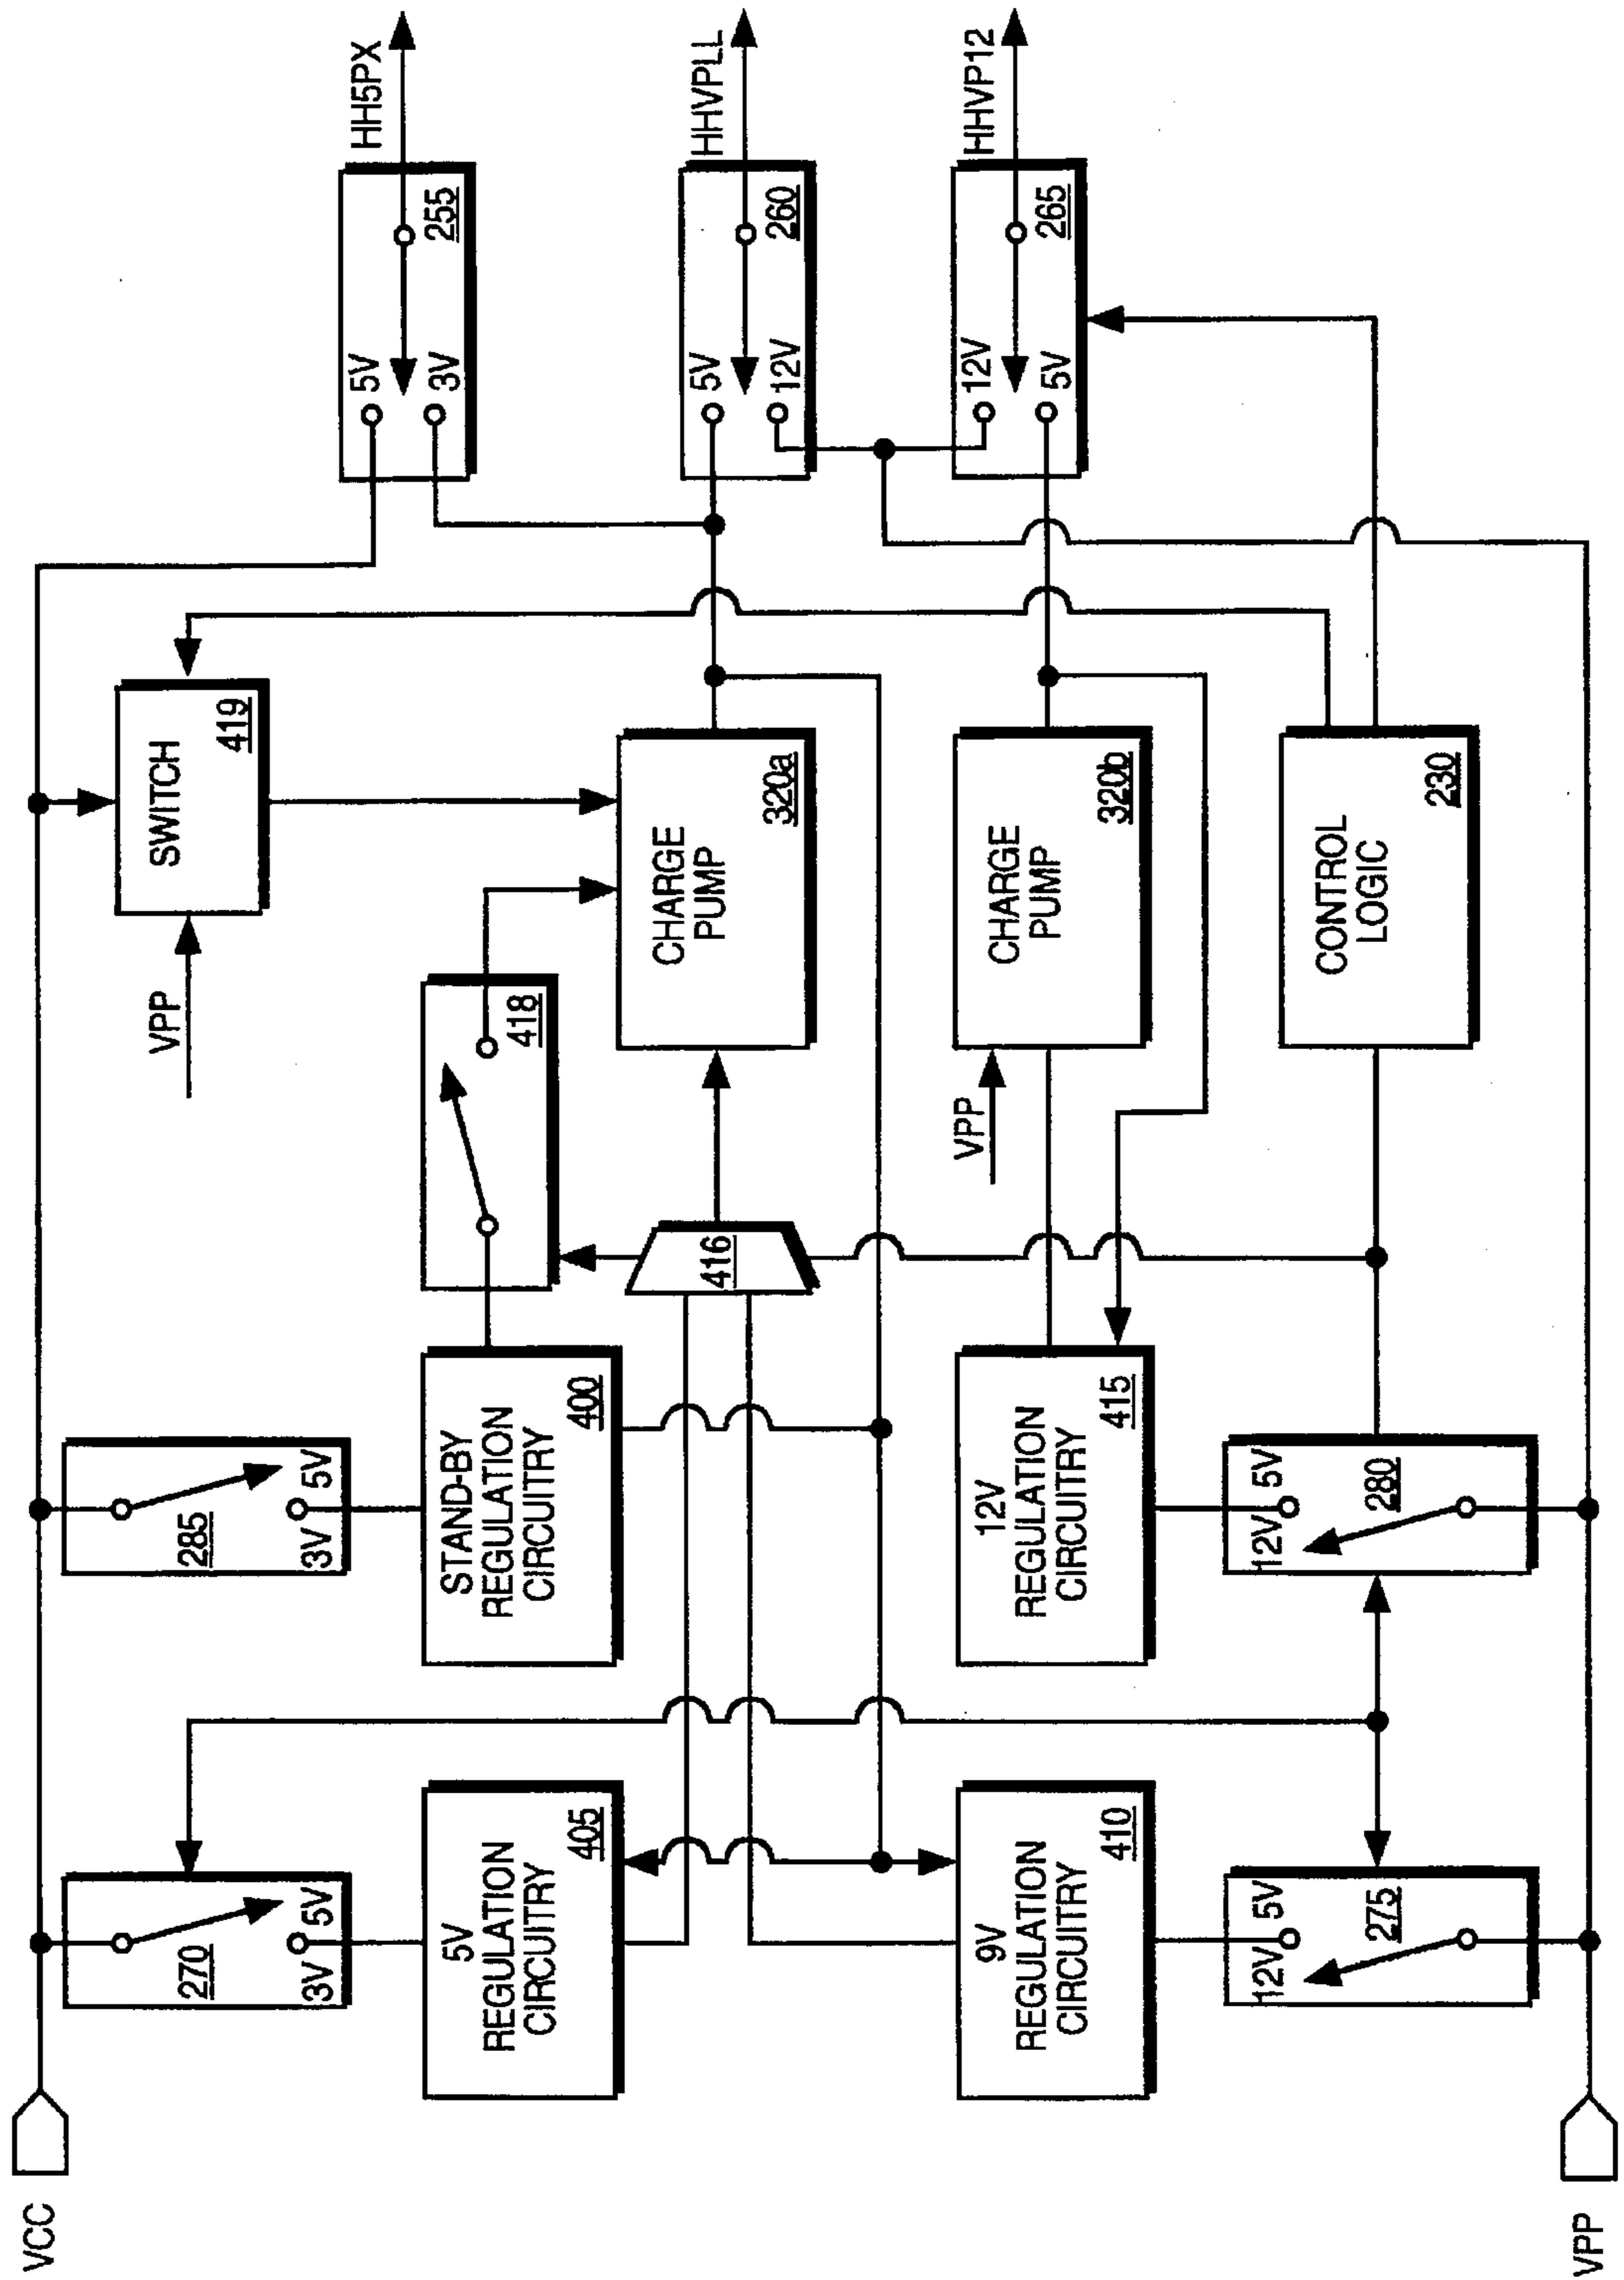 VCC
270
3V 5V
5V
REGULATION
CIRCUITRY
405
9V
REGULATION
CIRCUITRY
410
12V 5V
275
VPP
285
3V 5V
STAND-BY
REGULATION
CIRCUITRY
400
12V
REGULATION
CIRCUITRY
415
12V 5V
280
416
418
VPP
SWITCH
419
CHARGE
PUMP
320a
VPP
CHARGE
PUMP
320b
CONTROL
LOGIC
230
5V
3V
255
HH5PX
5V
12V
260
HHVPLL
12V
5V
265
HHVP12